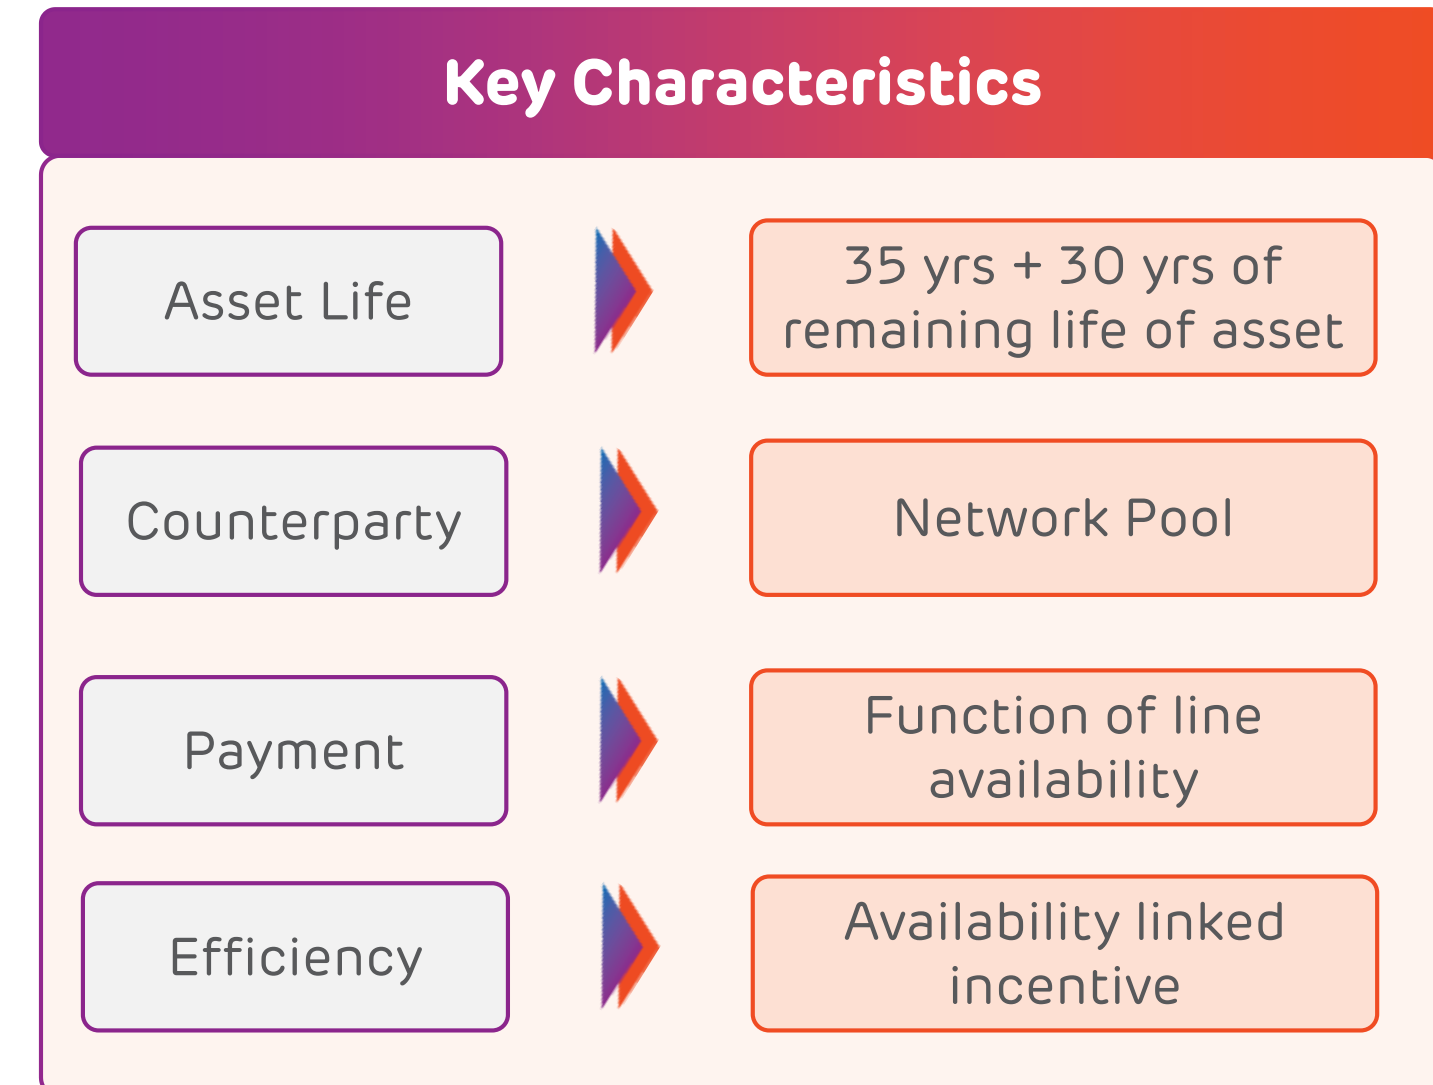 Key Characteristics
Asset Life
35 yrs + 30 yrs of
remaining life of asset
Counterparty
Network Pool
Payment
Function of line
availability
Efficiency
Availability linked
incentive